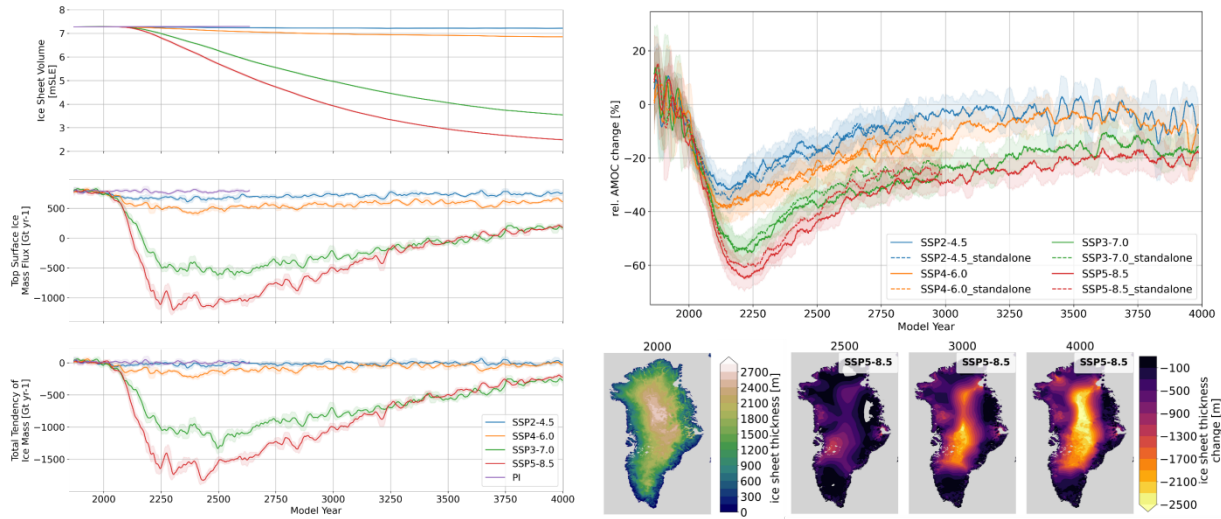 Ice Sheet Volume
[mSLE]
8
7
6
5
4
3
2
Top Surface Ice
Mass Flux [Gt yr-1]
500
0
−500
−1000
Total Tendency of
Ice Mass [Gt yr-1]
0
−500
−1000
−1500
SSP2-4.5
SSP4-6.0
SSP3-7.0
SSP5-8.5
PI
2000 2250 2500 2750 3000 3250 3500 3750 4000
Model Year
rel. AMOC change [%]
20
0
−20
−40
−60
SSP2-4.5 SSP3-7.0
SSP2-4.5_standalone SSP3-7.0_standalone
SSP4-6.0 SSP5-8.5
SSP4-6.0_standalone SSP5-8.5_standalone
2000 2250 2500 2750 3000 3250 3500 3750 4000
Model Year
2000
2700
2400
2100
1800
1500
1200
900
600
300
0
ice sheet thickness [m]
2500
SSP5-8.5
3000
SSP5-8.5
4000
SSP5-8.5
−100
−500
−900
−1300
−1700
−2100
−2500
ice sheet thickness
change [m]